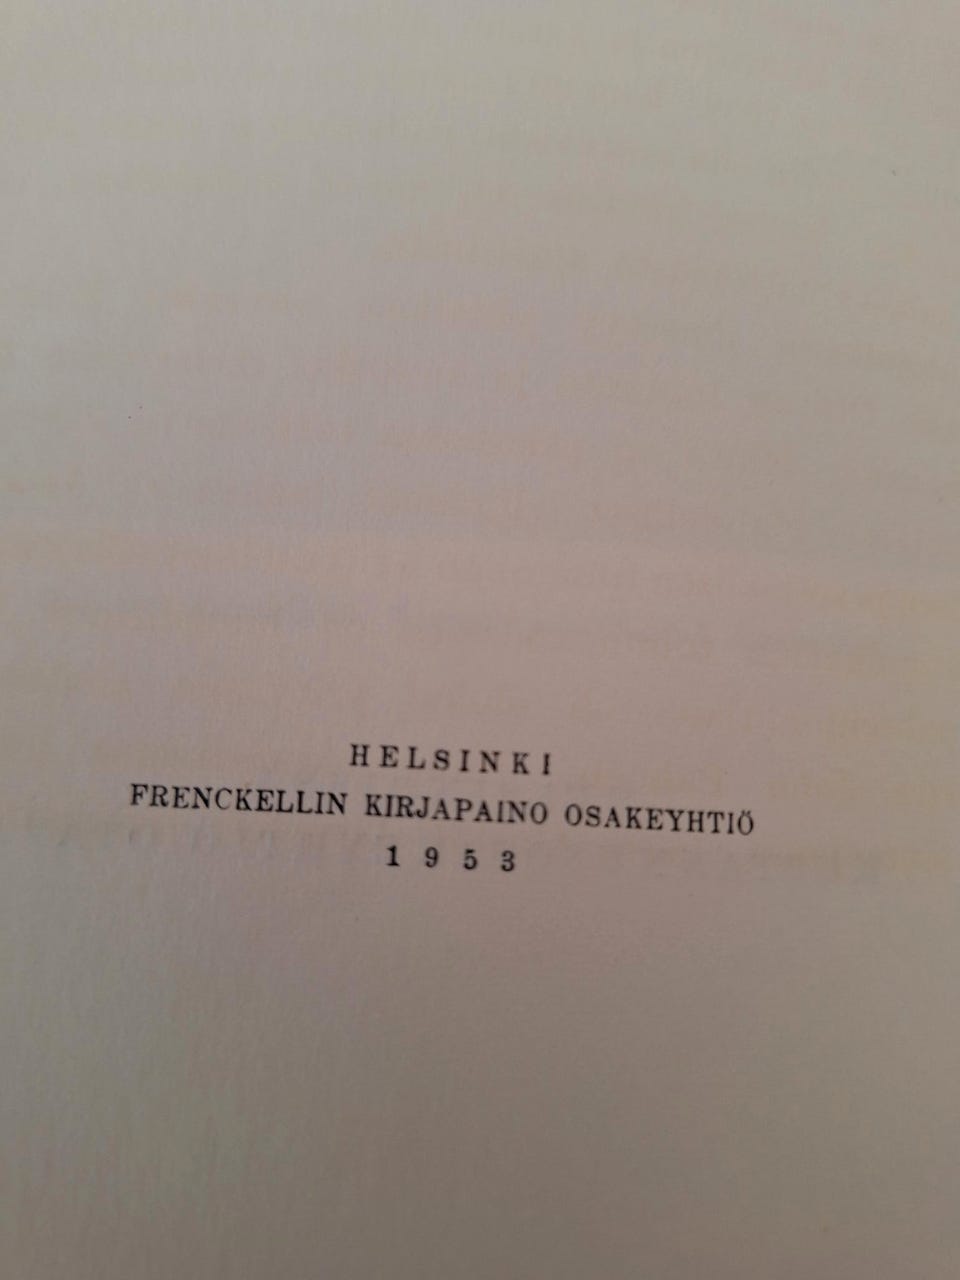 HELSINKI
FRENCKELLIN KIRJAPAINO OSAKEYHTIÖ
1953